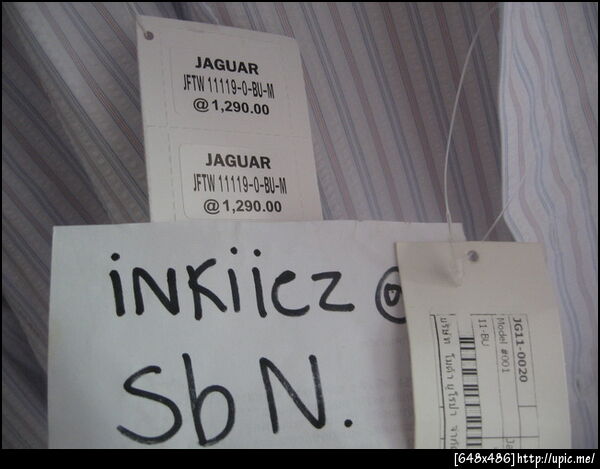 JAGUAR
JFTW 11119-0-BU-M
@ 1,290.00
JAGUAR
JFTW 11119-0-BU-M
@ 1,290.00
iNKiicz @
Sb N.
JG11-0020
Model #001
11-BU
[648x486]http://upic.me/